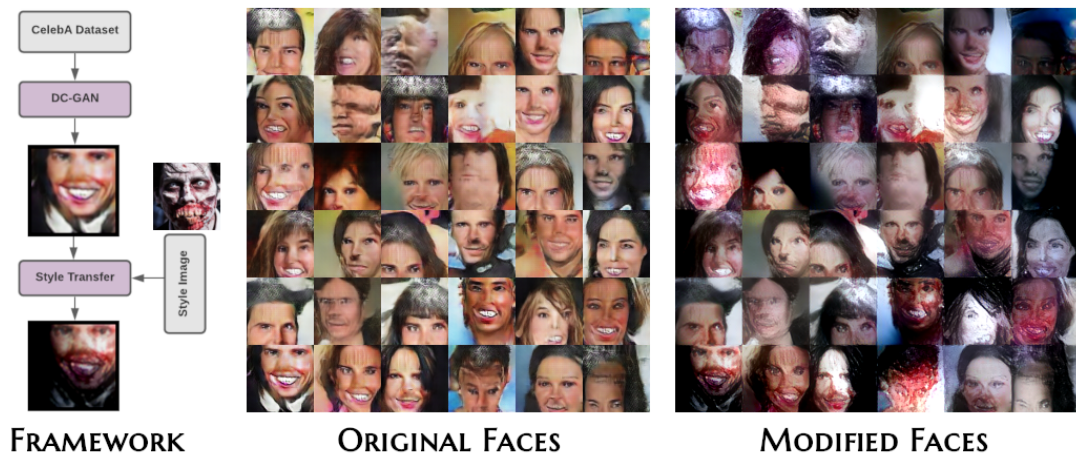 CelebA Dataset
DC-GAN
Style Transfer
Style Image
FRAMEWORK
ORIGINAL FACES
MODIFIED FACES